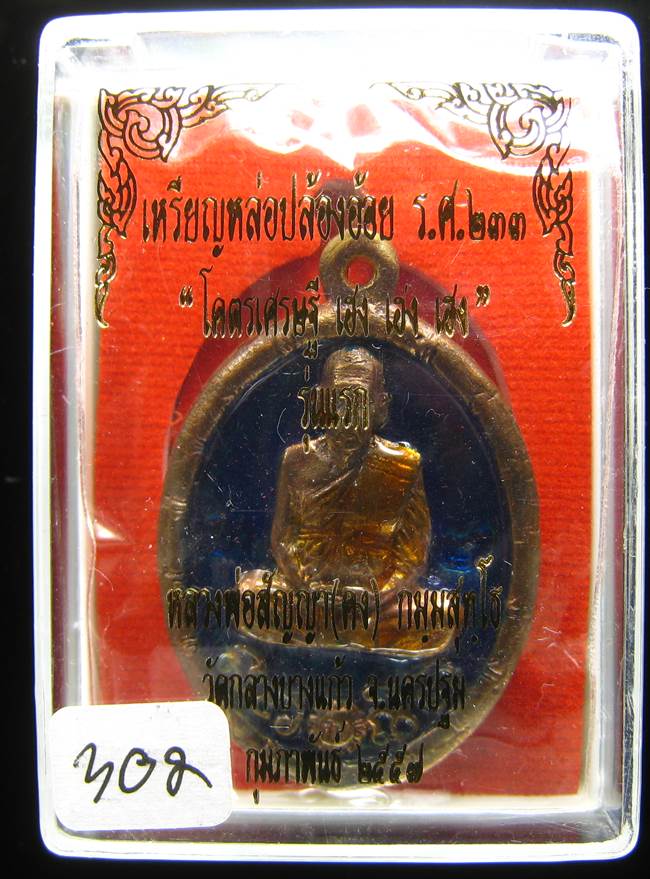 เหรียญหล่อปล้องอ้อย ร.ศ.๒๓๓
“โคตรเศรษฐี เฮง เฮง เฮง”
รุ่นแรก
หลวงพ่อสัญญา(คง) กมฺมสุทฺโธ
วัดกลางบางแก้ว จ.นครปฐม
กุมภาพันธ์ ๒๕๕๗